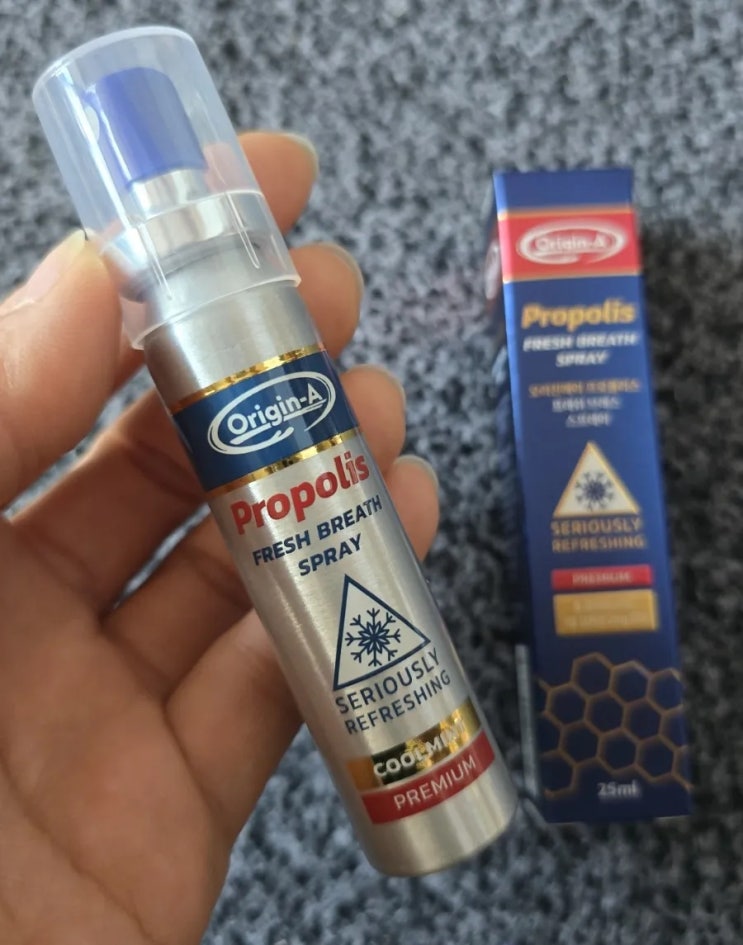 Origin-A
Propolis
FRESH BREATH
SPRAY
SERIOUSLY
REFRESHING
COOLMINT
PREMIUM
Origin-A
Propolis
FRESH BREATH
SPRAY
SERIOUSLY
REFRESHING
PREMIUM
25ml